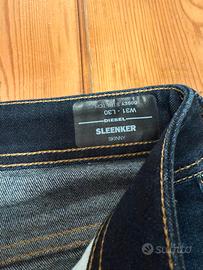 W31 - L30
DIESEL
SLEENKER
SKINNY
subito